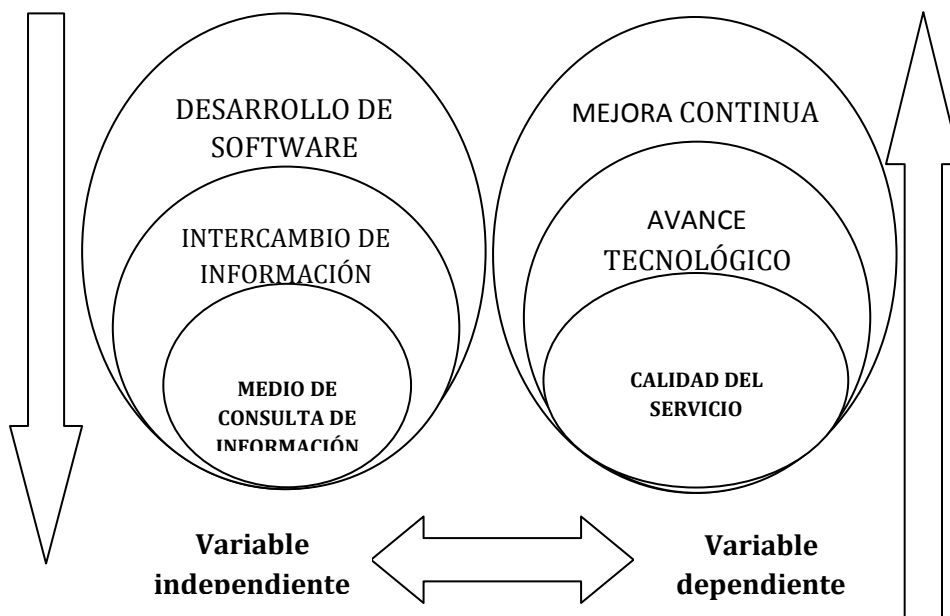 DESARROLLO DE
SOFTWARE
INTERCAMBIO DE
INFORMACIÓN
MEDIO DE
CONSULTA DE
INFORMACIÓN
MEJORA CONTINUA
AVANCE
TECNOLÓGICO
CALIDAD DEL
SERVICIO
Variable
independiente
Variable
dependiente